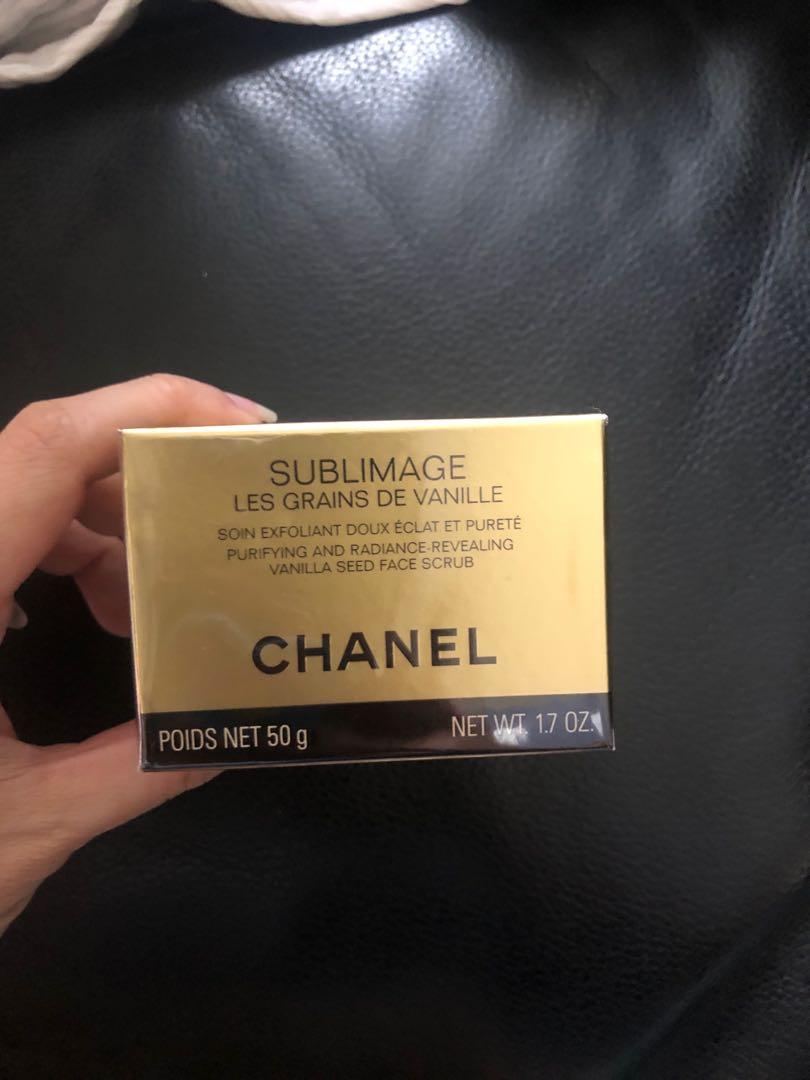 SUBLIMAGE
LES GRAINS DE VANILLE
SOIN EXFOLIANT DOUX ÉCLAT ET PURETÉ
PURIFYING AND RADIANCE-REVEALING
VANILLA SEED FACE SCRUB
CHANEL
POIDS NET 50 g NET WT. 1.7 OZ.